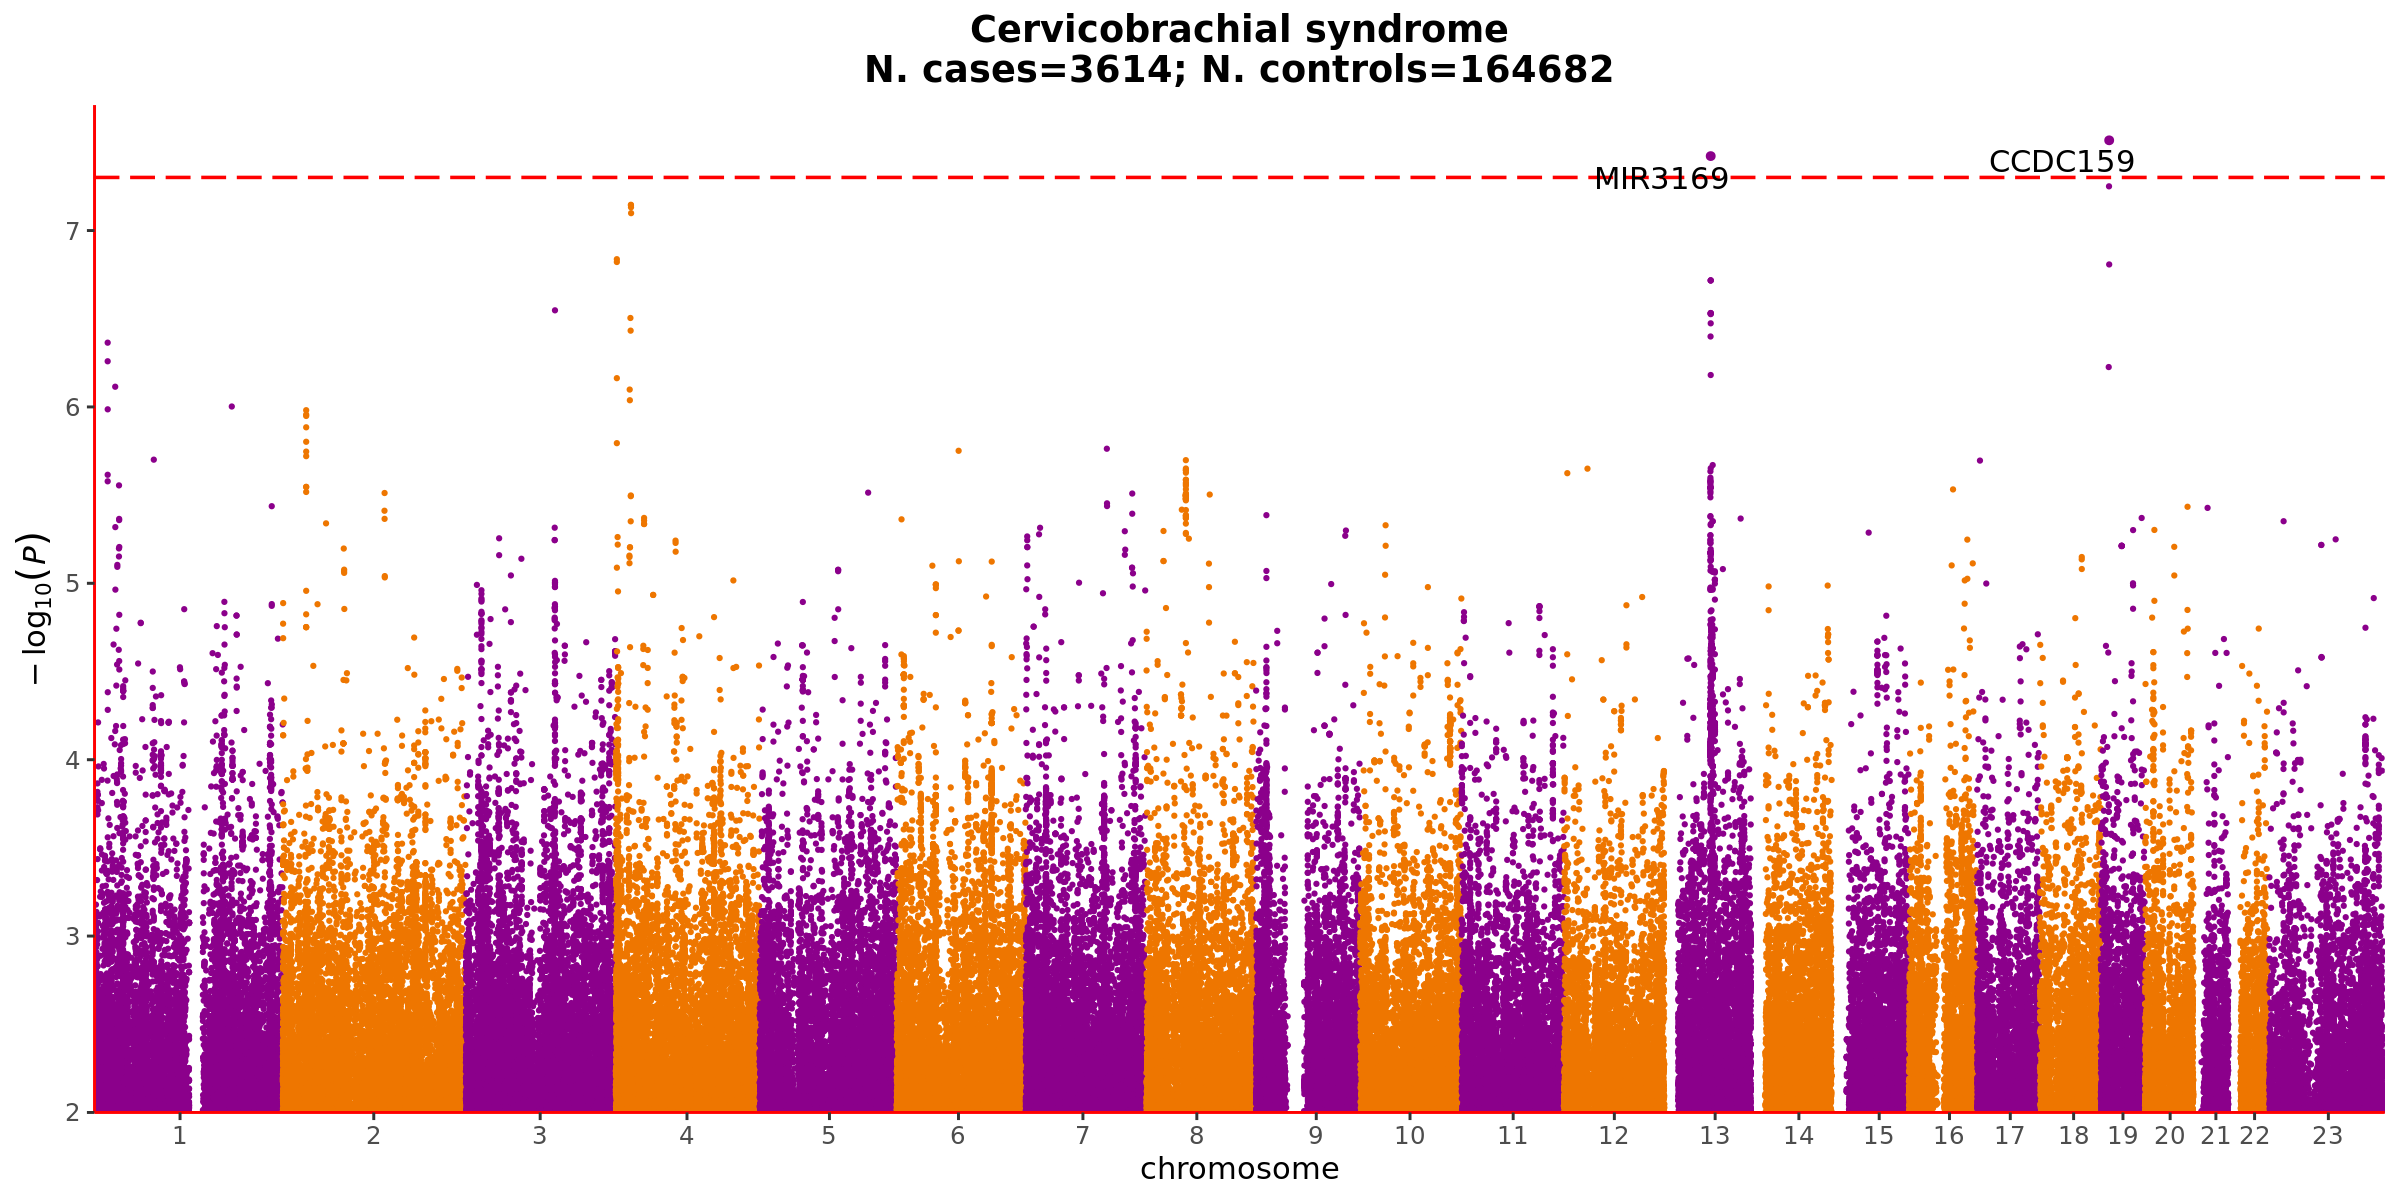 Cervicobrachial syndrome
N. cases=3614; N. controls=164682
CCDC159
MIR3169
7
6
5
4
3
2
−log10(P)
1 2 3 4 5 6 7 8 9 10 11 12 13 14 15 16 17 18 19 20 21 22 23
chromosome